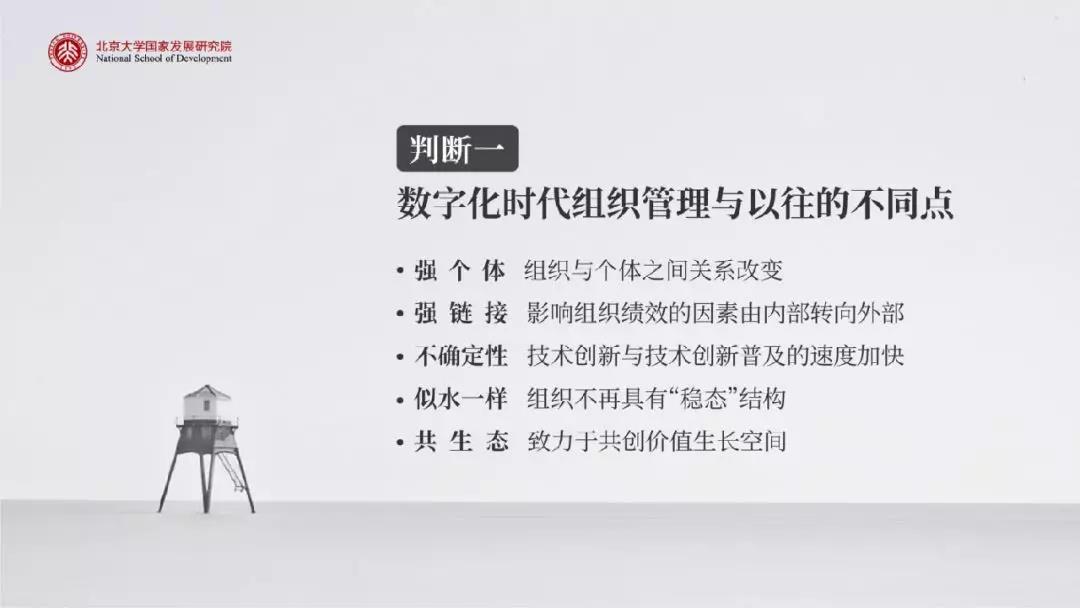 北京大学国家发展研究院
National School of Development
判断一
数字化时代组织管理与以往的不同点
• 强个体 组织与个体之间关系改变
• 强链接 影响组织绩效的因素由内部转向外部
• 不确定性 技术创新与技术创新普及的速度加快
• 似水一样 组织不再具有“稳态”结构
• 共生态 致力于共创价值生长空间